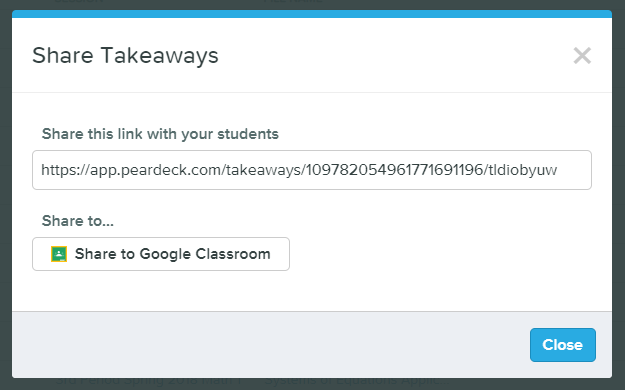 Share Takeaways
Share this link with your students
https://app.peardeck.com/takeaways/109782054961771691196/tldiobyuw
Share to...
Share to Google Classroom
Close